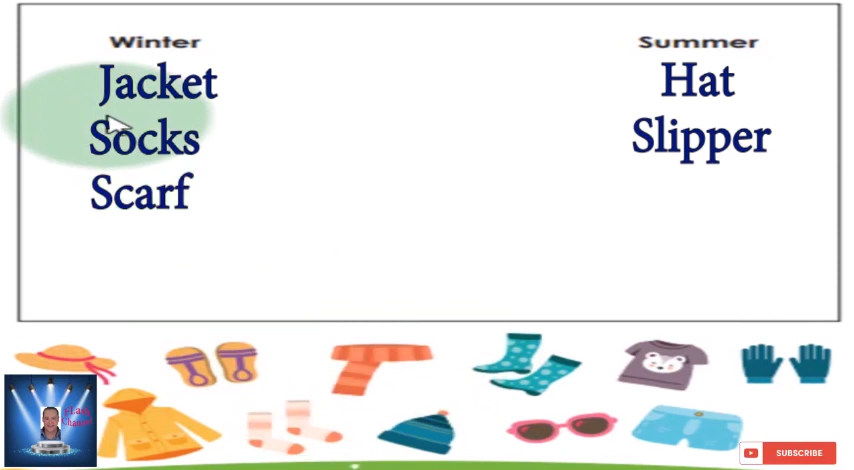 Winter
Jacket
Socks
Scarf
Summer
Hat
Slipper
SUBSCRIBE